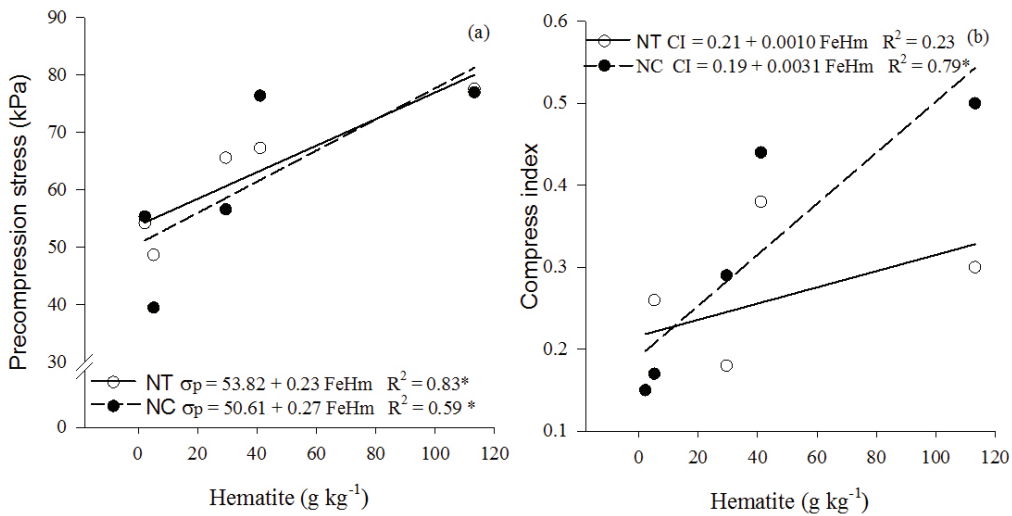 90
(a)
80
70
60
50
40
30
0
Precompression stress (kPa)
NT σp = 53.82 + 0.23 FeHm R² = 0.83*
NC σp = 50.61 + 0.27 FeHm R² = 0.59 *
0 20 40 60 80 100 120
Hematite (g kg⁻¹)
0.6
0.5
0.4
0.3
0.2
0.1
Compress index
NT CI = 0.21 + 0.0010 FeHm R² = 0.23
(b)
NC CI = 0.19 + 0.0031 FeHm R² = 0.79*
0 20 40 60 80 100 120
Hematite (g kg⁻¹)